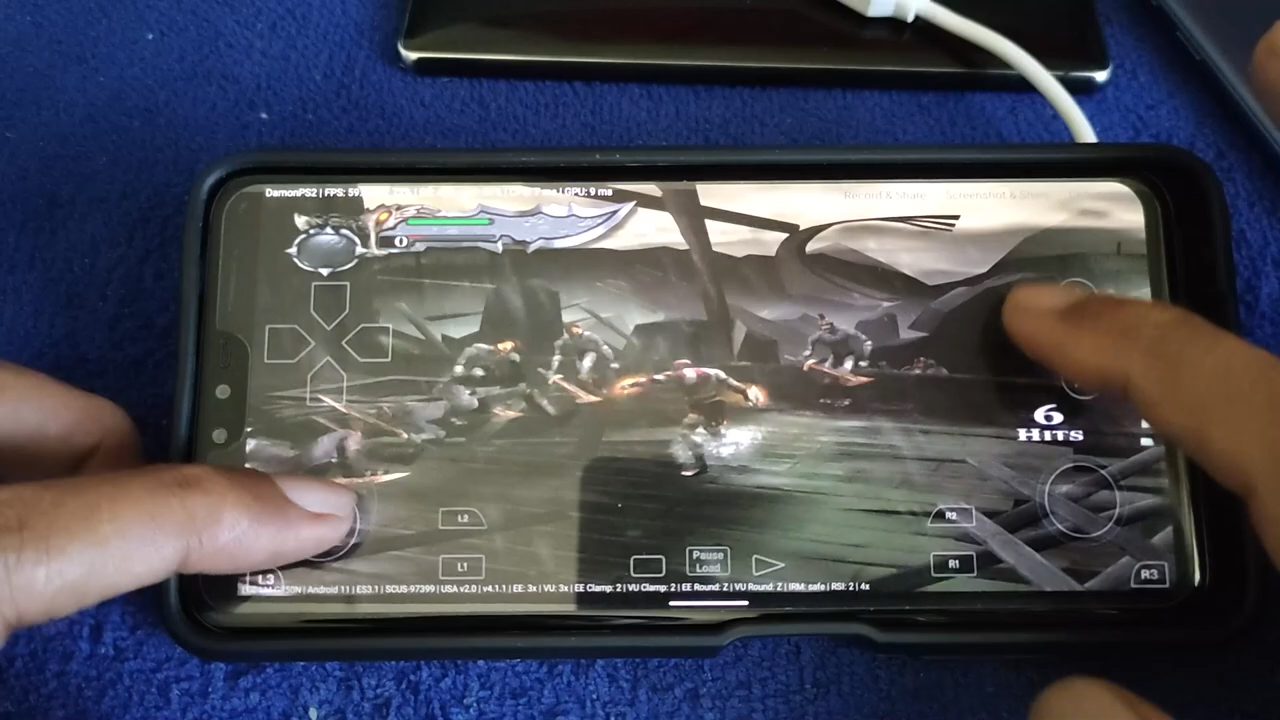 DamonPS2 | FPS: 59 GPU: 9 ms
Record & Share Screenshot &
0
6
HITS
L2
R2
L1
Pause
Load
R1
L3
R3
| Android 11 | ES3.1 | SCUS-97399 | USA v2.0 | v4.1.1 | EE: 3x | VU: 3x | EE Clamp: 2 | VU Clamp: 2 | EE Round: Z | VU Round: Z | IRM: safe | RSI: 2 | 4x